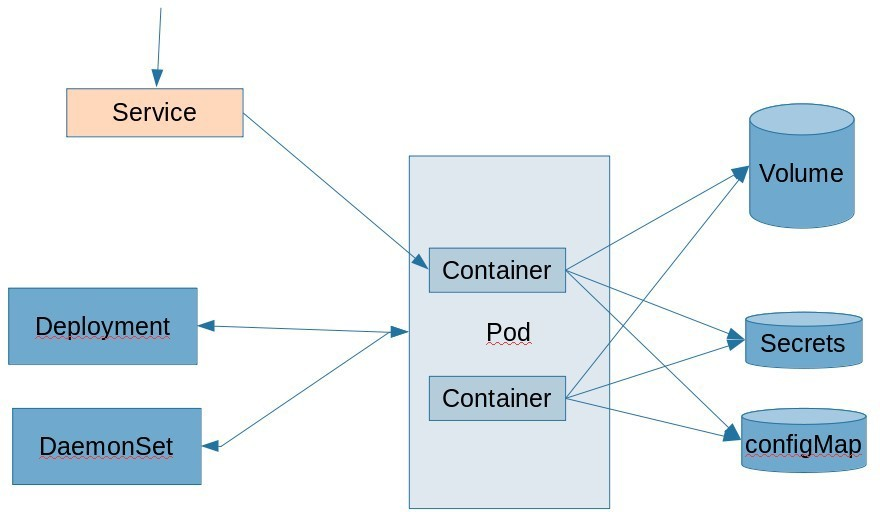 Service
Volume
Container
Deployment
Pod
Secrets
Container
DaemonSet
configMap